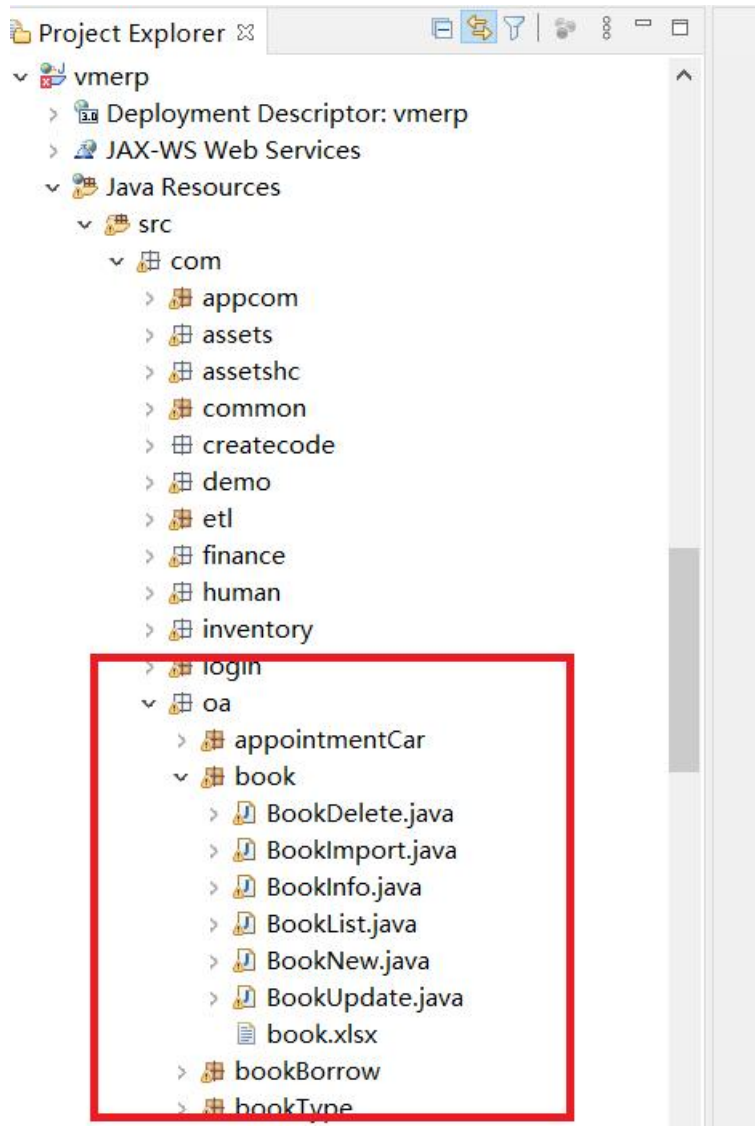 Project Explorer
vmerp
Deployment Descriptor: vmerp
JAX-WS Web Services
Java Resources
src
com
appcom
assets
assetshc
common
createcode
demo
etl
finance
human
inventory
login
oa
appointmentCar
book
BookDelete.java
BookImport.java
BookInfo.java
BookList.java
BookNew.java
BookUpdate.java
book.xlsx
bookBorrow
bookType